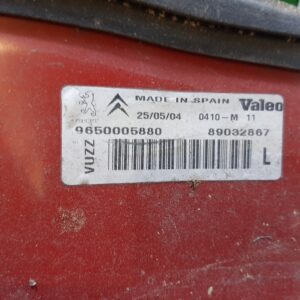 MADE IN SPAIN Valeo
25/05/04 0410-M 11
9650005880 89032867
VUZZ
L